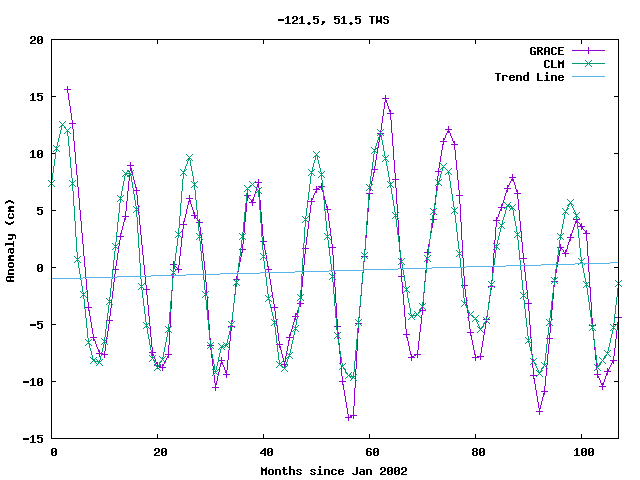 -121.5, 51.5 TWS
GRACE
CLM
Trend Line
Anomaly (cm)
20
15
10
5
0
-5
-10
-15
0 20 40 60 80 100
Months since Jan 2002